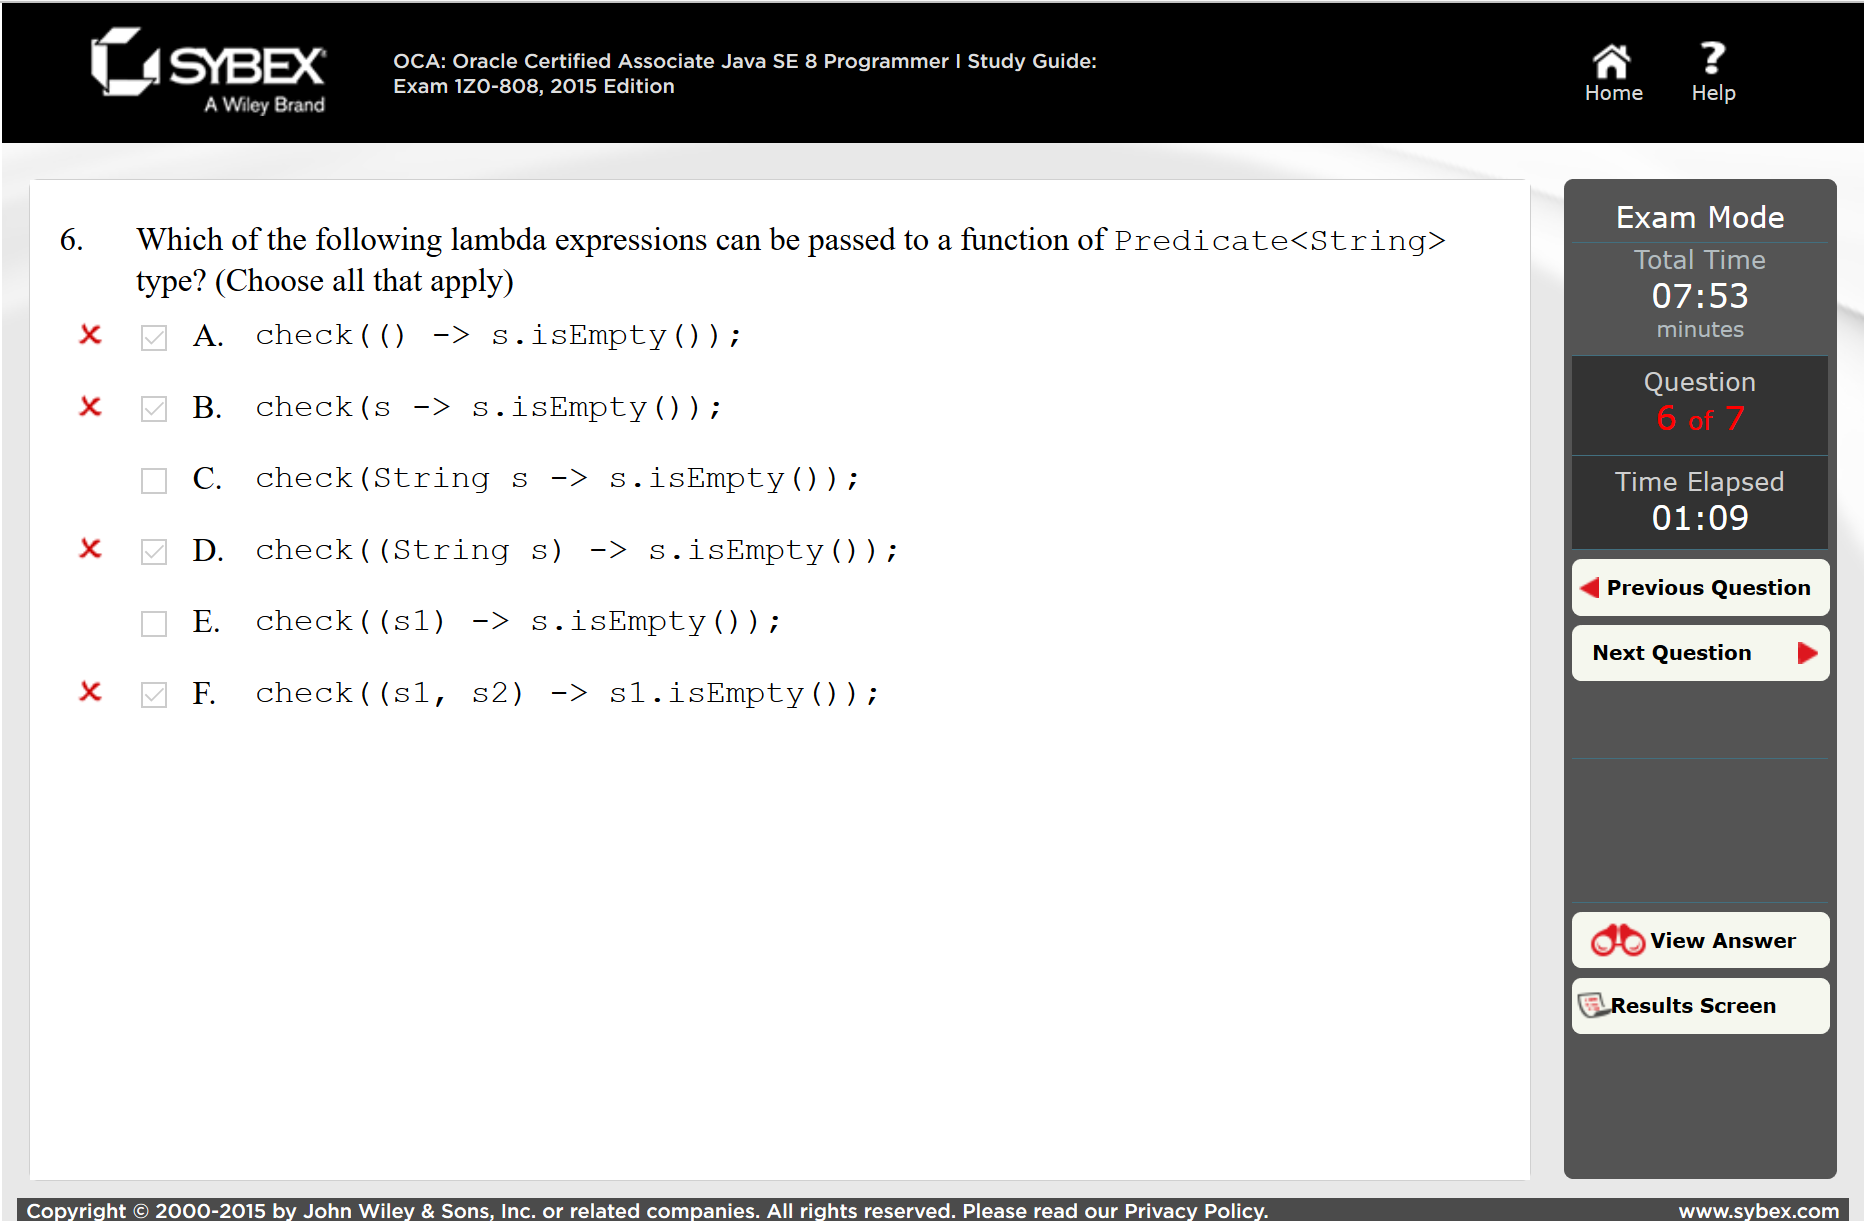 SYBEX
A Wiley Brand
OCA: Oracle Certified Associate Java SE 8 Programmer I Study Guide:
Exam 1Z0-808, 2015 Edition
Home
Help
6. Which of the following lambda expressions can be passed to a function of Predicate<String>
type? (Choose all that apply)
A. check(() -> s.isEmpty());
B. check(s -> s.isEmpty());
C. check(String s -> s.isEmpty());
D. check((String s) -> s.isEmpty());
E. check((s1) -> s.isEmpty());
F. check((s1, s2) -> s1.isEmpty());
Exam Mode
Total Time
07:53
minutes
Question
6 of 7
Time Elapsed
01:09
Previous Question
Next Question
View Answer
Results Screen
Copyright © 2000-2015 by John Wiley & Sons, Inc. or related companies. All rights reserved. Please read our Privacy Policy.
www.sybex.com